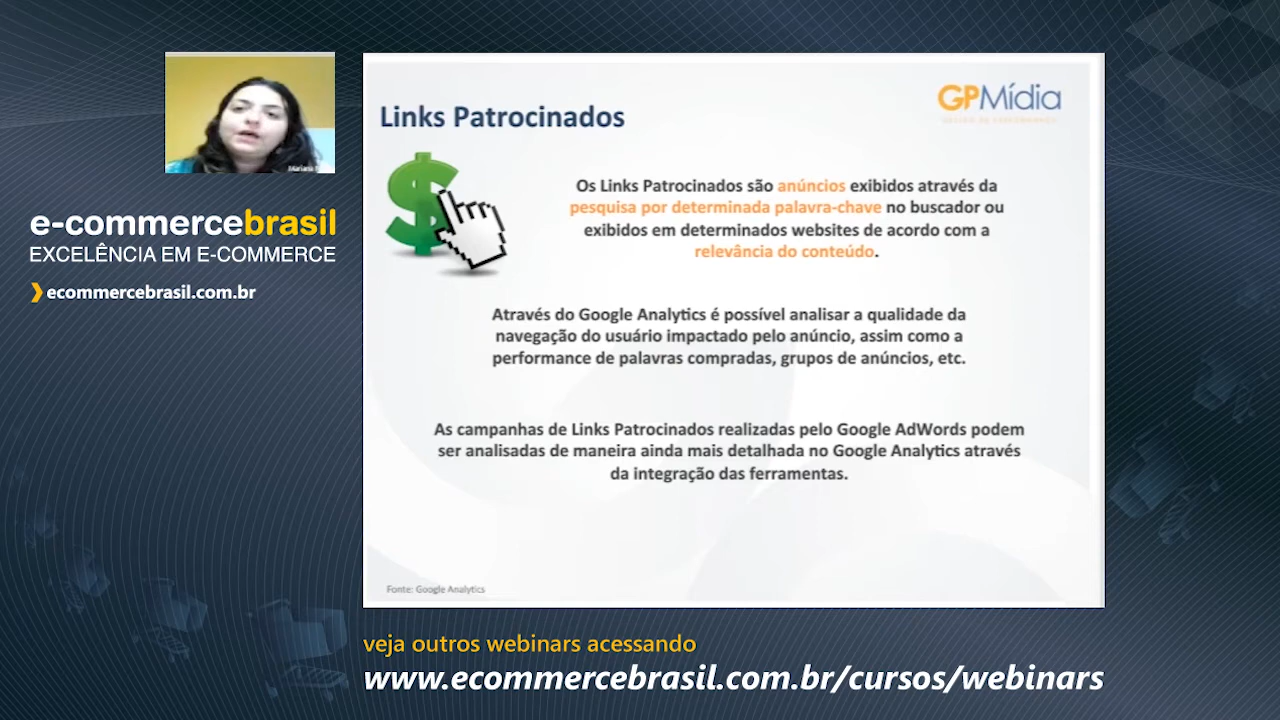 Mariana
e-commercebrasil
EXCELÊNCIA EM E-COMMERCE
ecommercebrasil.com.br
Links Patrocinados
GPMídia
Os Links Patrocinados são anúncios exibidos através da
pesquisa por determinada palavra-chave no buscador ou
exibidos em determinados websites de acordo com a
relevância do conteúdo.
Através do Google Analytics é possível analisar a qualidade da
navegação do usuário impactado pelo anúncio, assim como a
performance de palavras compradas, grupos de anúncios, etc.
As campanhas de Links Patrocinados realizadas pelo Google AdWords podem
ser analisadas de maneira ainda mais detalhada no Google Analytics através
da integração das ferramentas.
Fonte: Google Analytics
veja outros webinars acessando
www.ecommercebrasil.com.br/cursos/webinars